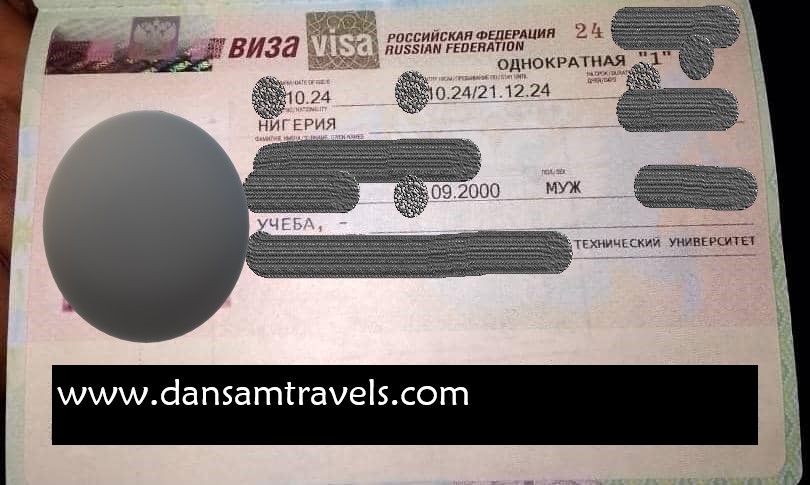 ВИЗА visa РОССИЙСКАЯ ФЕДЕРАЦИЯ 24
RUSSIAN FEDERATION
ОДНОКРАТНАЯ "1"
10.24 10.24/21.12.24
НИГЕРИЯ
09.2000 МУЖ
УЧЕБА, -
ТЕХНИЧЕСКИЙ УНИВЕРСИТЕТ
www.dansamtravels.com